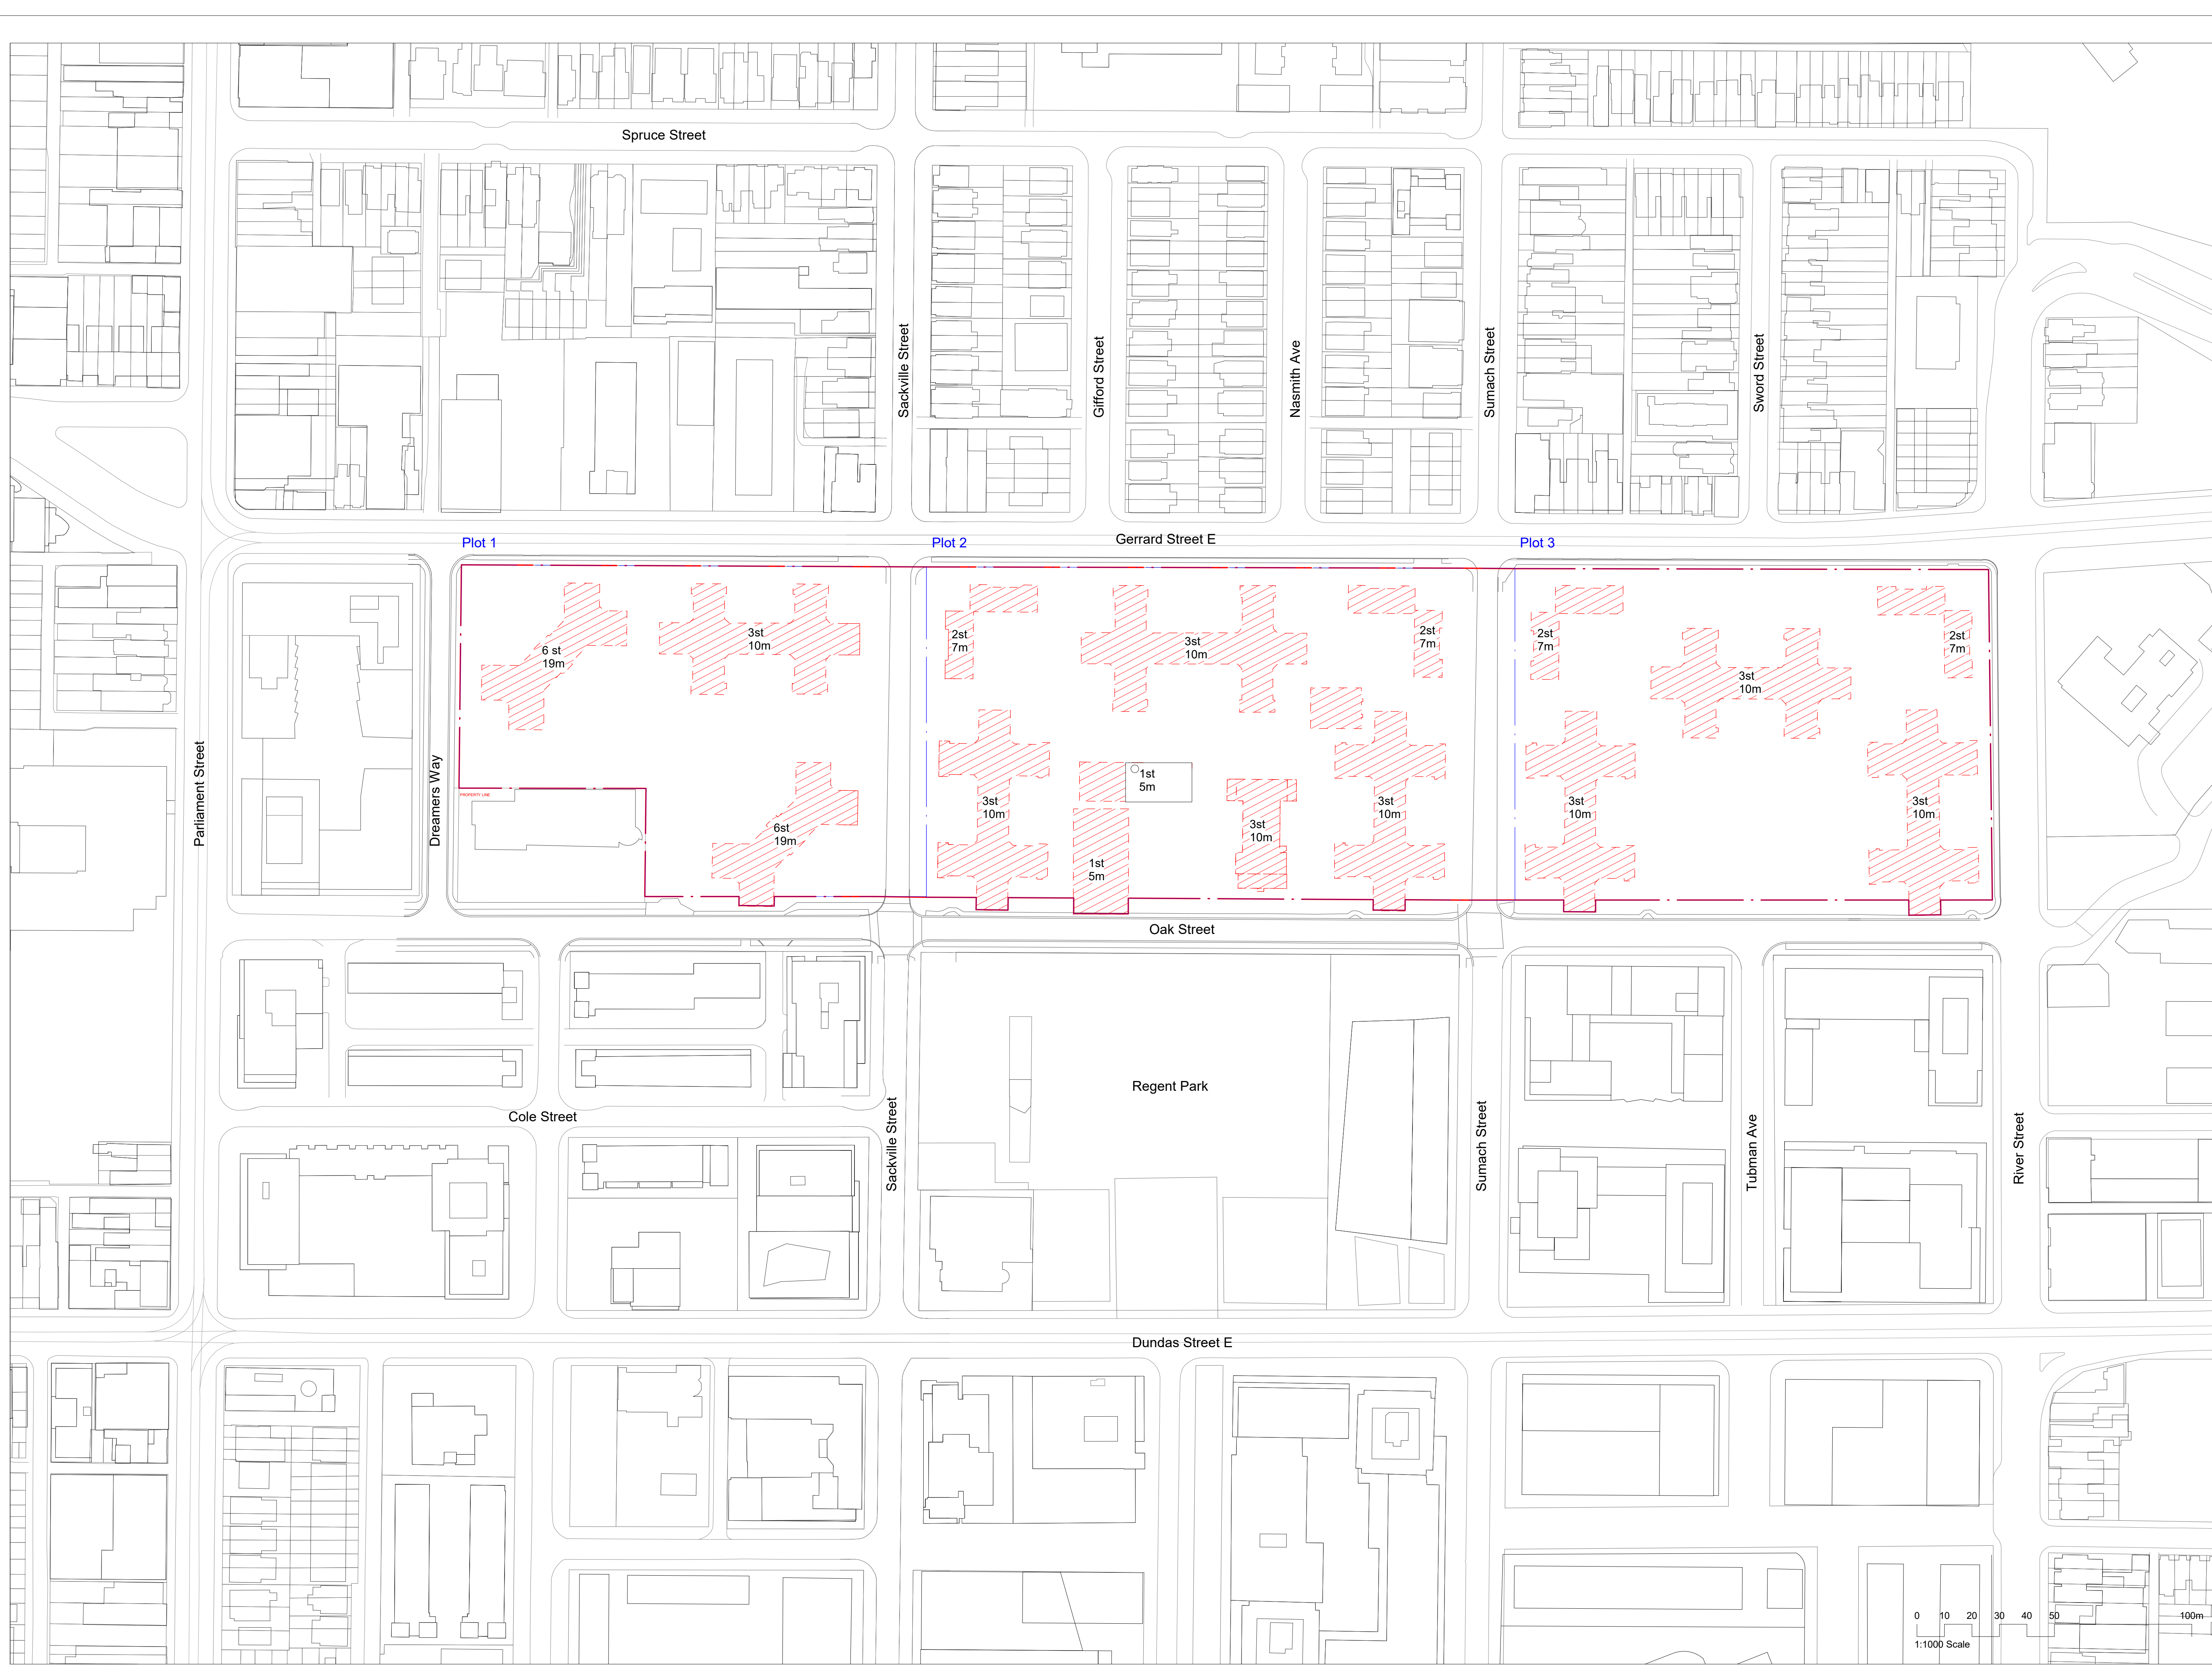 Spruce Street
Sackville Street
Gifford Street
Nasmith Ave
Sumach Street
Sword Street
Plot 1
Plot 2
Gerrard Street E
Plot 3
6 st
19m
3st
10m
2st
7m
3st
10m
2st
7m
2st
7m
3st
10m
2st
7m
Parliament Street
Dreamers Way
PROPERTY LINE
6st
19m
3st
10m
1st
5m
1st
5m
3st
10m
3st
10m
3st
10m
3st
10m
Oak Street
Regent Park
Cole Street
Sackville Street
Sumach Street
Tubman Ave
River Street
Dundas Street E
0 10 20 30 40 50 100m
1:1000 Scale